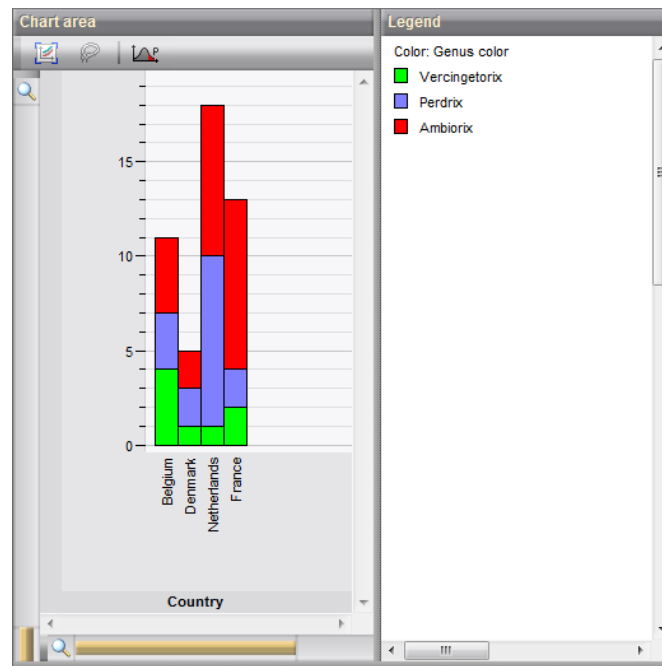 Chart area
Legend
P
Color: Genus color
Vercingetorix
Perdrix
Ambiorix
15
10
5
0
Belgium
Denmark
Netherlands
France
Country